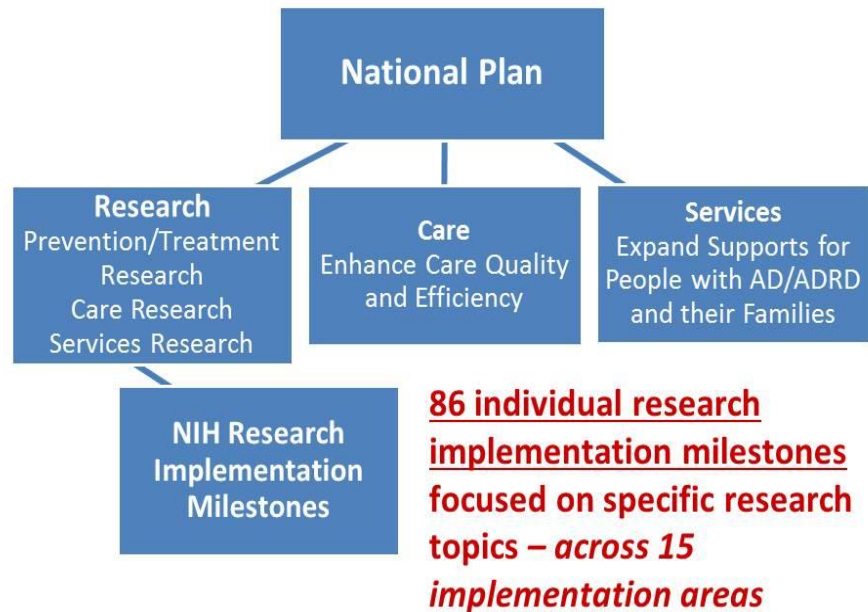 National Plan
Research
Prevention/Treatment
Research
Care Research
Services Research
Care
Enhance Care Quality
and Efficiency
Services
Expand Supports for
People with AD/ADRD
and their Families
NIH Research
Implementation
Milestones
86 individual research
implementation milestones
focused on specific research
topics – across 15
implementation areas